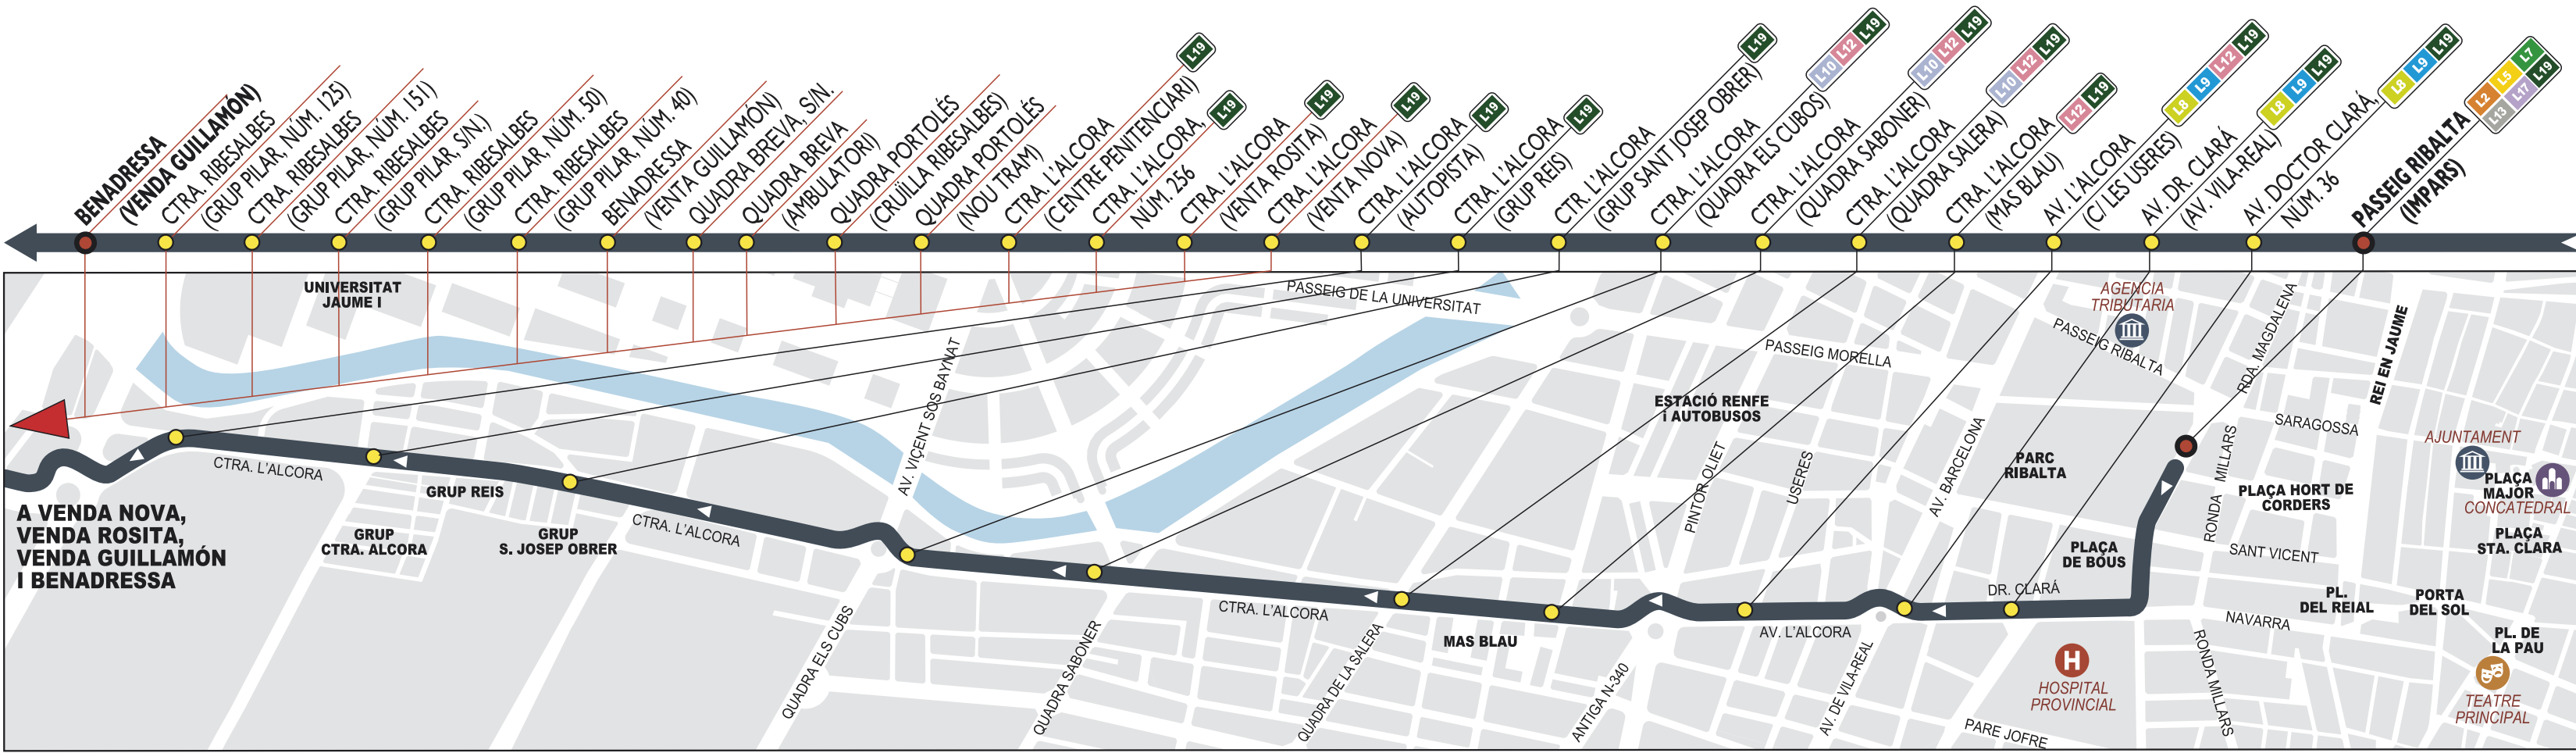 BENADRESSA
(VENDA GUILLAMÓN)
CTRA. RIBESALBES
(GRUP PILAR, NÚM. 125)
CTRA. RIBESALBES
(GRUP PILAR, NÚM. 151)
CTRA. RIBESALBES
(GRUP PILAR, S/N.)
CTRA. RIBESALBES
(GRUP PILAR, NÚM. 50)
CTRA. RIBESALBES
(GRUP PILAR, NÚM. 40)
BENADRESSA
(VENTA GUILLAMÓN)
QUADRA BREVA, S/N.
QUADRA BREVA
(AMBULATORI)
QUADRA PORTOLÉS
(CRUÏLLA RIBESALBES)
QUADRA PORTOLÉS
(NOU TRAM)
CTRA. L'ALCORA
(CENTRE PENITENCIARI)
L19
CTRA. L'ALCORA,
NÚM. 256
L19
CTRA. L'ALCORA
(VENTA ROSITA)
L19
CTRA. L'ALCORA
(VENTA NOVA)
L19
CTRA. L'ALCORA
(AUTOPISTA)
L19
CTRA. L'ALCORA
(GRUP REIS)
L19
CTR. L'ALCORA
(GRUP SANT JOSEP OBRER)
L19
CTRA. L'ALCORA
(QUADRA ELS CUBOS)
L10 L12 L19
CTRA. L'ALCORA
(QUADRA SABONER)
L10 L12 L19
CTRA. L'ALCORA
(QUADRA SALERA)
L10 L12 L19
CTRA. L'ALCORA
(MAS BLAU)
L12 L19
AV. L'ALCORA
(C/ LES USERES)
L8 L9 L12 L19
AV. DR. CLARÁ
(AV. VILA-REAL)
L8 L9 L19
AV. DOCTOR CLARÁ,
NÚM. 36
L8 L9 L19
PASSEIG RIBALTA
(IMPARS)
L2 L5 L7
L13 L17 L19
UNIVERSITAT
JAUME I
PASSEIG DE LA UNIVERSITAT
AGENCIA
TRIBUTARIA
PASSEIG RIBALTA
RDA. MAGDALENA
REI EN JAUME
PASSEIG MORELLA
AV. VIÇENT SOS BAYNAT
ESTACIÓ RENFE
i AUTOBUSOS
SARAGOSSA
AJUNTAMENT
PLAÇA
MAJOR
CONCATEDRAL
PARC
RIBALTA
RONDA MILLARS
PLAÇA HORT DE
CORDERS
AV. BARCELONA
USERES
PINTOR OLIET
CTRA. L'ALCORA
GRUP REIS
A VENDA NOVA,
VENDA ROSITA,
VENDA GUILLAMÓN
I BENADRESSA
GRUP
CTRA. ALCORA
GRUP
S. JOSEP OBRER
CTRA. L'ALCORA
PLAÇA
DE BOUS
SANT VICENT
PLAÇA
STA. CLARA
DR. CLARÁ
PL.
DEL REIAL
PORTA
DEL SOL
CTRA. L'ALCORA
MAS BLAU
AV. L'ALCORA
NAVARRA
PL. DE
LA PAU
QUADRA ELS CUBS
QUADRA SABONER
QUADRA DE LA SALERA
ANTIGA N-340
AV. DE VILA-REAL
H
HOSPITAL
PROVINCIAL
RONDA MILLARS
TEATRE
PRINCIPAL
PARE JOFRE